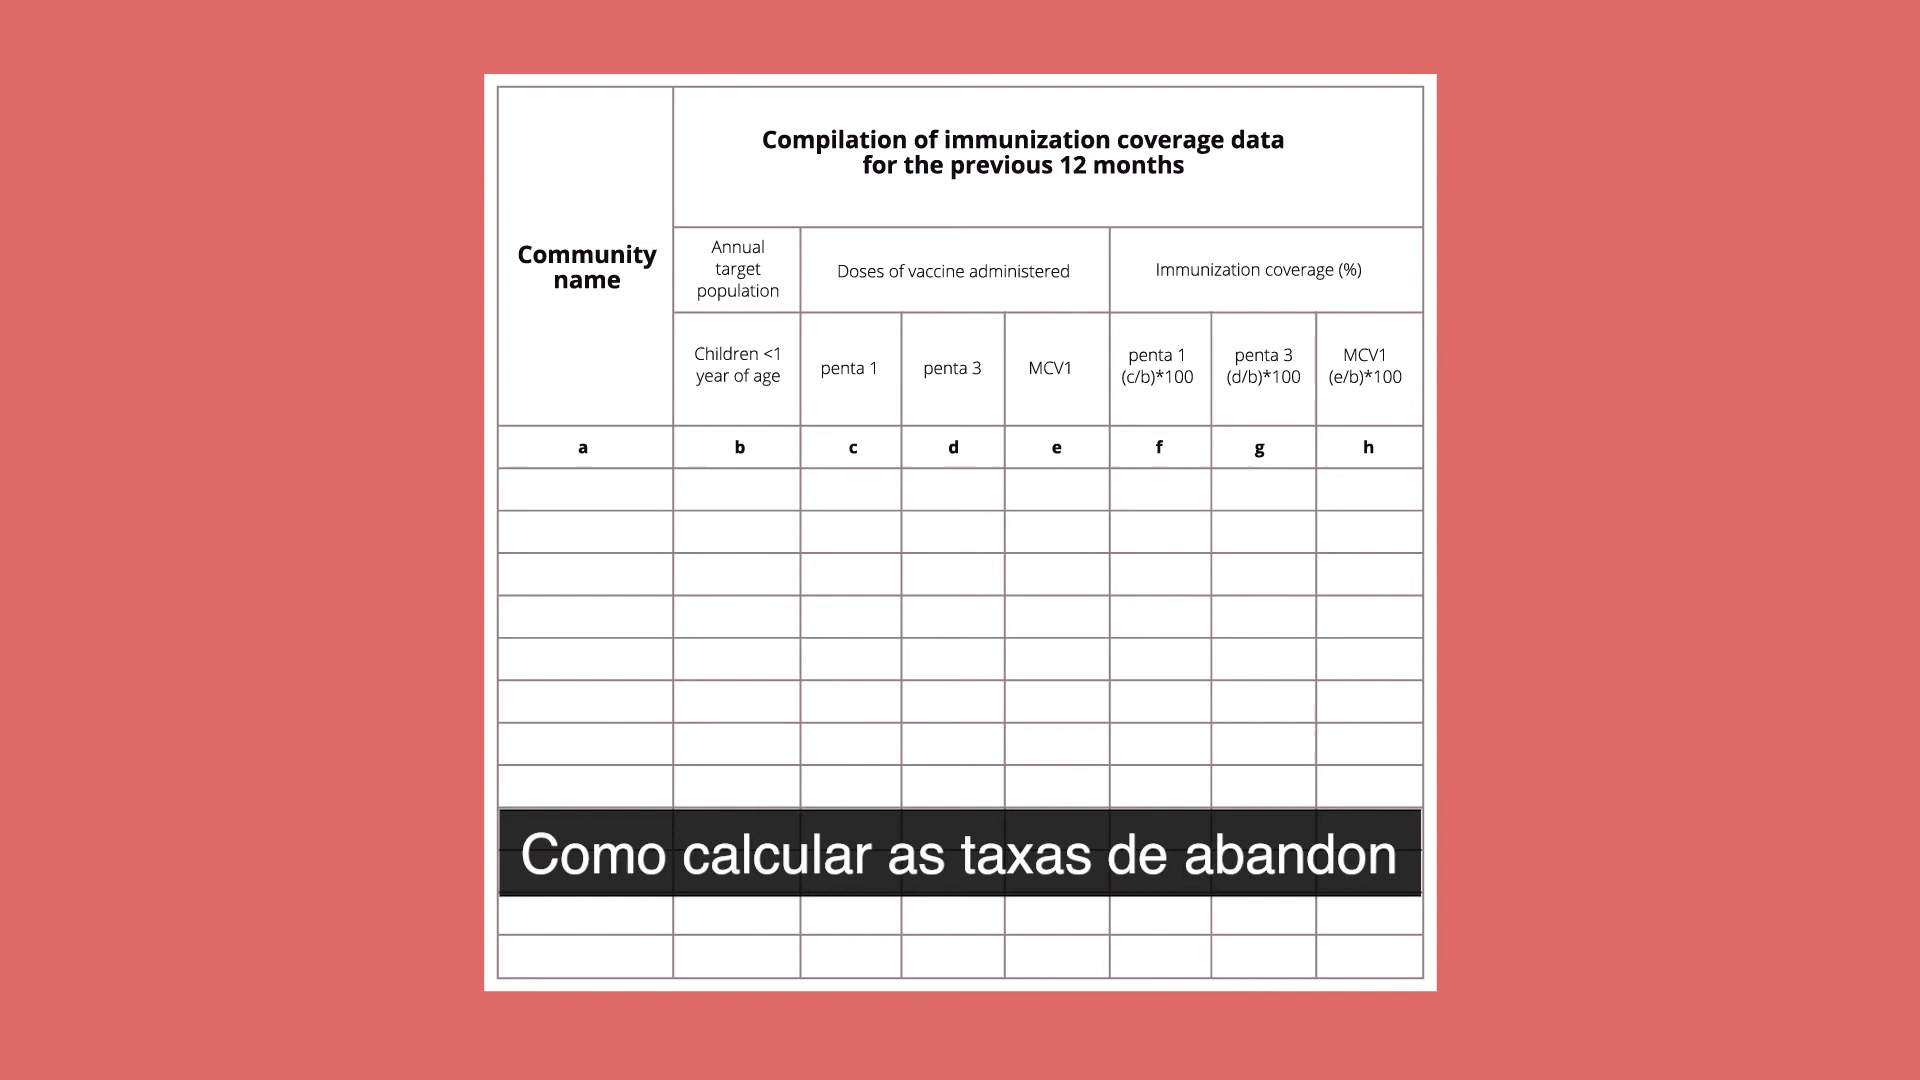 Compilation of immunization coverage data
for the previous 12 months
Community
name
Annual
target
population
Doses of vaccine administered
Immunization coverage (%)
Children <1
year of age
penta 1
penta 3
MCV1
penta 1
(c/b)*100
penta 3
(d/b)*100
MCV1
(e/b)*100
a b c d e f g h
Como calcular as taxas de abandon